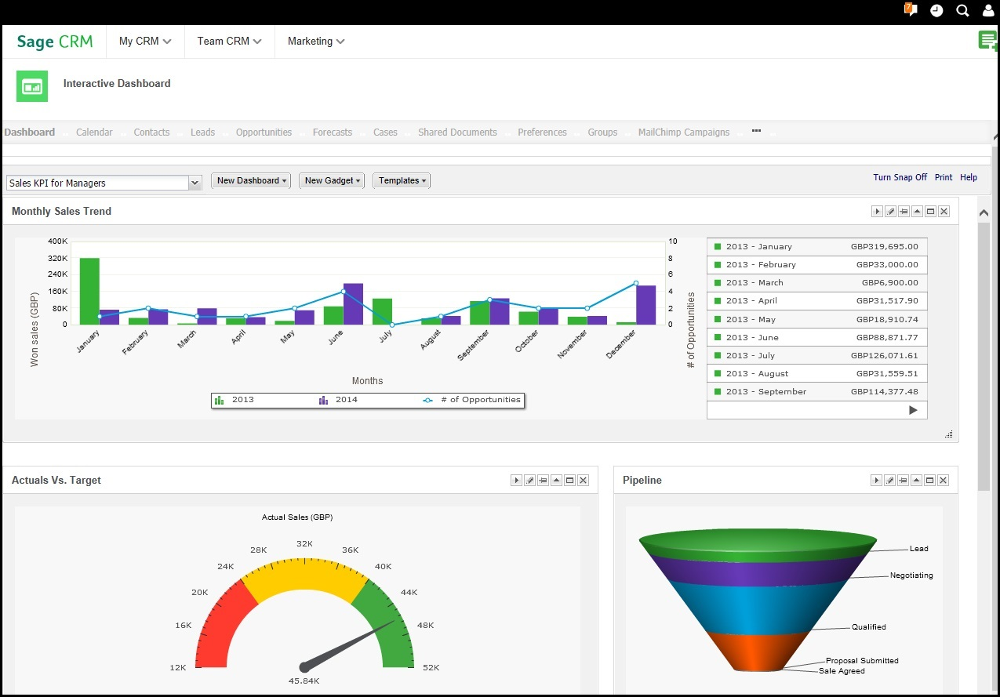 7
Sage CRM My CRM Team CRM Marketing
Interactive Dashboard
Dashboard Calendar Contacts Leads Opportunities Forecasts Cases Shared Documents Preferences Groups MailChimp Campaigns ...
Sales KPI for Managers New Dashboard New Gadget Templates Turn Snap Off Print Help
Monthly Sales Trend
Won sales (GBP)
400K
320K
240K
160K
80K
0
10
8
6
4
2
0
# of Opportunities
January February March April May June July August September October November December
Months
2013 2014 # of Opportunities
2013 - January GBP319,695.00
2013 - February GBP33,000.00
2013 - March GBP6,900.00
2013 - April GBP31,517.90
2013 - May GBP18,910.74
2013 - June GBP88,871.77
2013 - July GBP126,071.61
2013 - August GBP31,559.51
2013 - September GBP114,377.48
Actuals Vs. Target
Actual Sales (GBP)
12K
16K
20K
24K
28K
32K
36K
40K
44K
48K
52K
45.84K
Pipeline
Lead
Negotiating
Qualified
Proposal Submitted
Sale Agreed